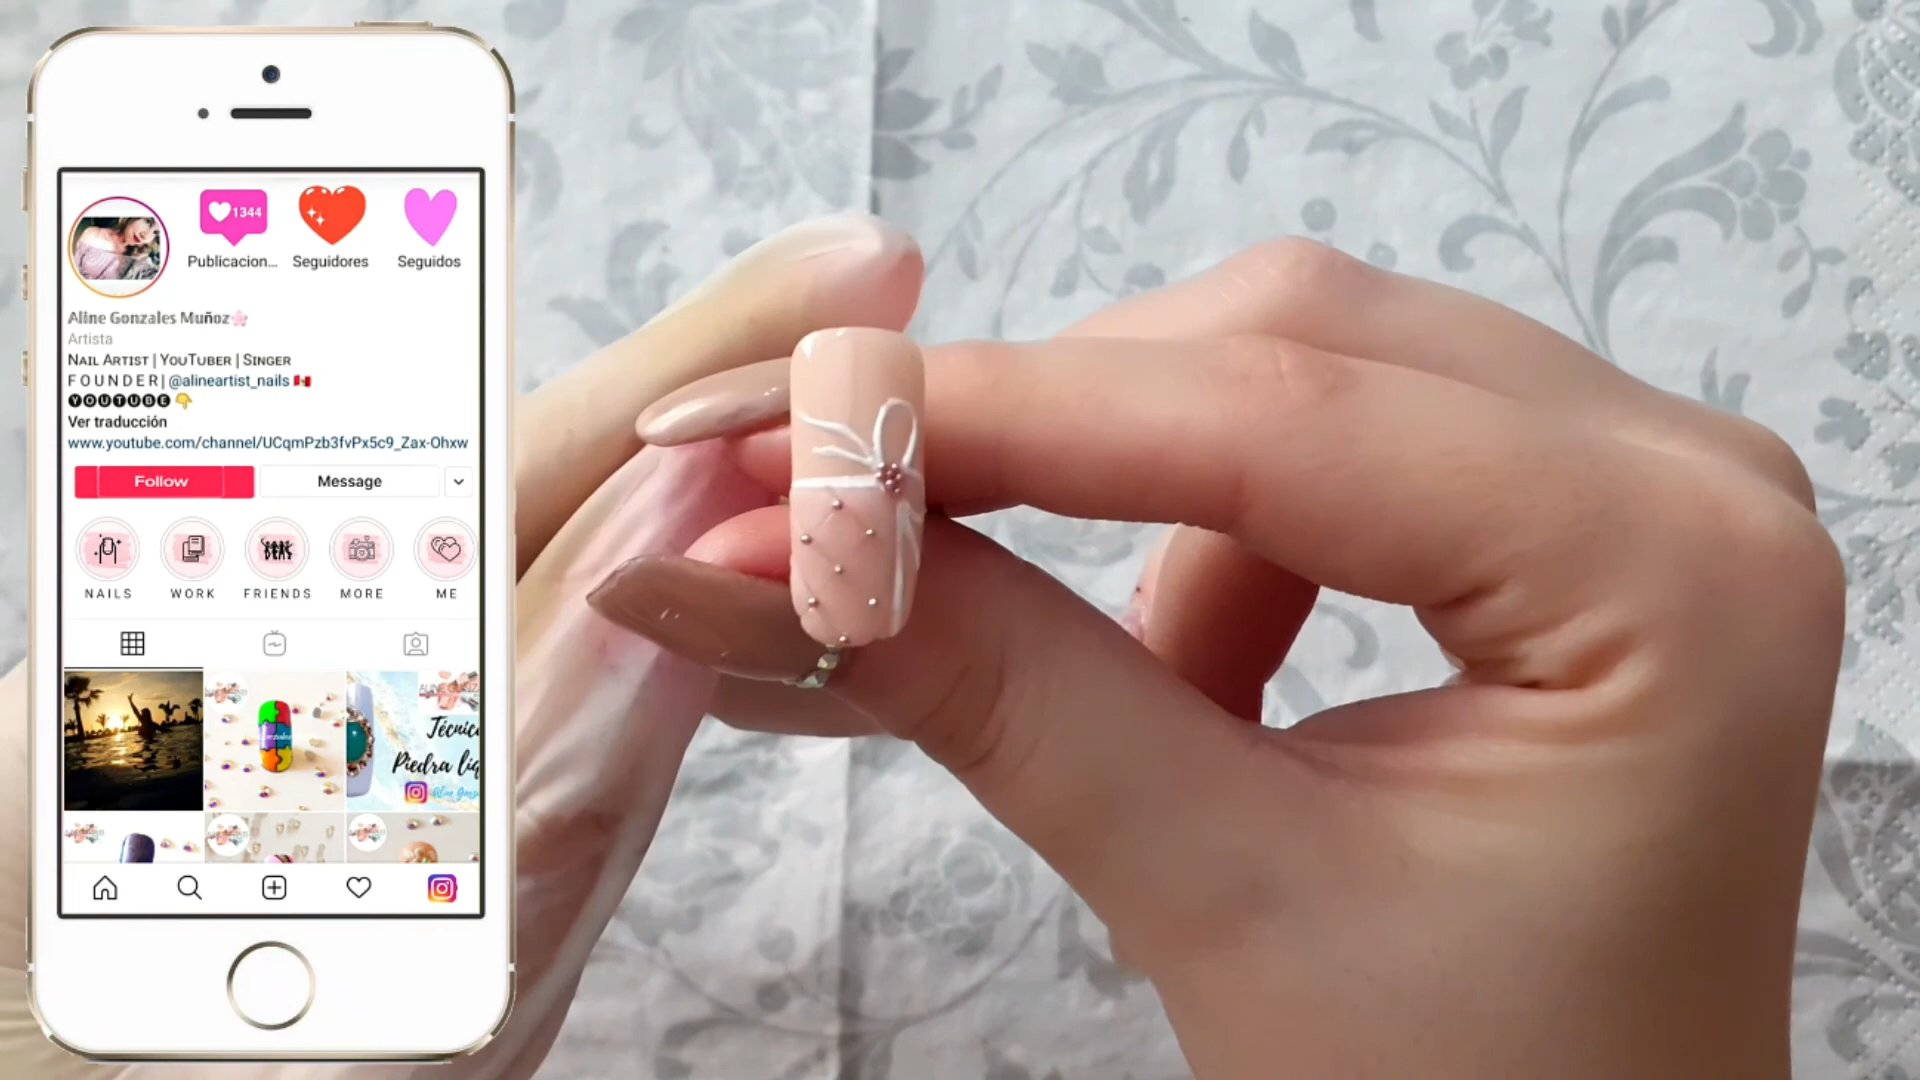 1344
Publicacion... Seguidores Seguidos
Aline Gonzales Muñoz
Artista
Nail Artist | YouTuber | Singer
FOUNDER| @alineartist_nails
YOUTUBE
Ver traducción
www.youtube.com/channel/UCqmPzb3fvPx5c9_Zax-Ohxw
Follow Message
NAILS WORK FRIENDS MORE ME
Técnic
Piedra líq